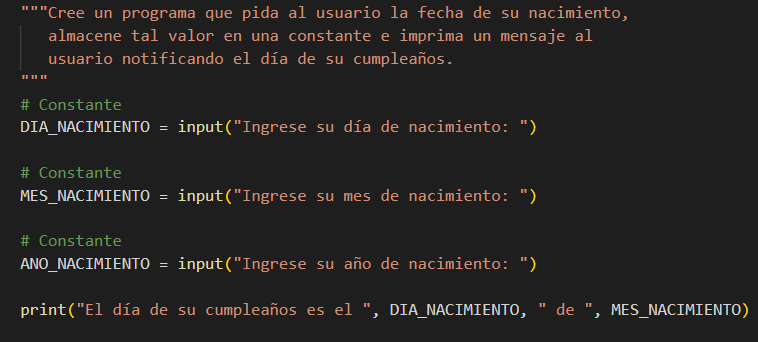 """Cree un programa que pida al usuario la fecha de su nacimiento,
almacene tal valor en una constante e imprima un mensaje al
usuario notificando el día de su cumpleaños.
"""
# Constante
DIA_NACIMIENTO = input("Ingrese su día de nacimiento: ")
# Constante
MES_NACIMIENTO = input("Ingrese su mes de nacimiento: ")
# Constante
ANO_NACIMIENTO = input("Ingrese su año de nacimiento: ")
print("El día de su cumpleaños es el ", DIA_NACIMIENTO, " de ", MES_NACIMIENTO)